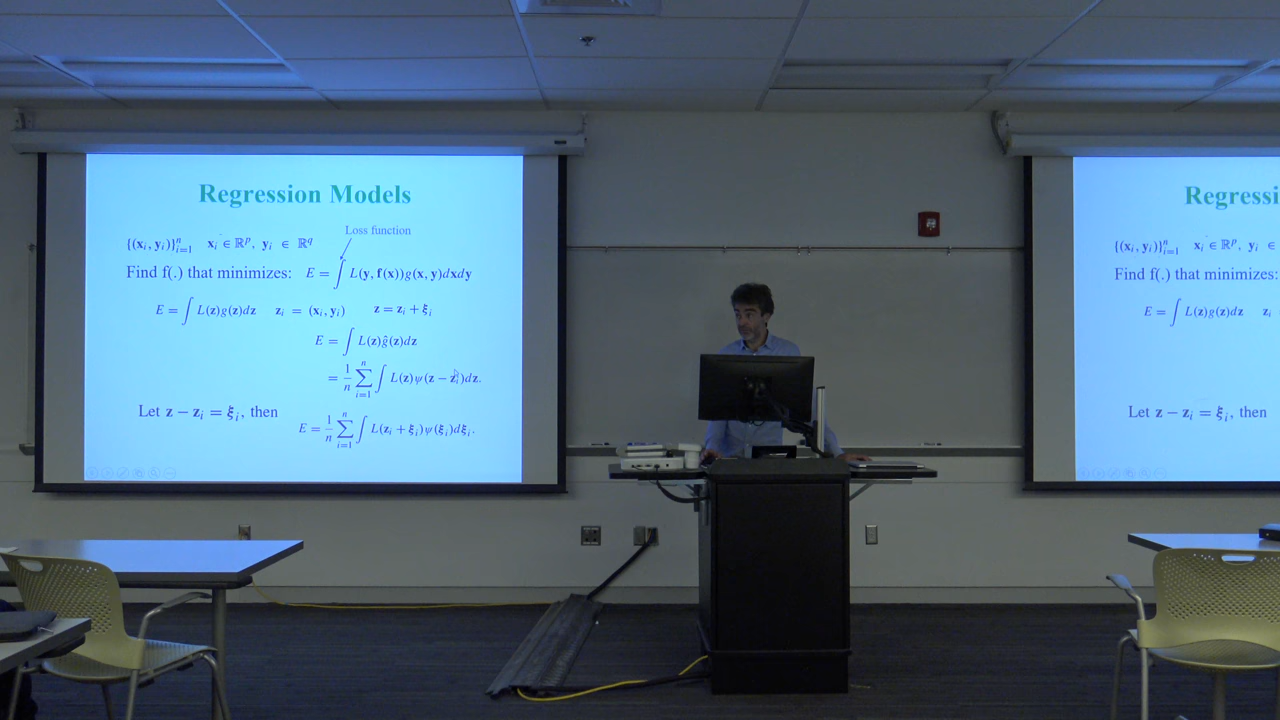 Regression Models
Loss function
{(xᵢ, yᵢ)}ⁿᵢ₌₁ xᵢ ∈ ℝᵖ, yᵢ ∈ ℝ^q
Find f(.) that minimizes: E = ∫ L(y, f(x))g(x, y)dxdy
E = ∫ L(z)g(z)dz zᵢ = (xᵢ, yᵢ) z = zᵢ + ξᵢ
E = ∫ L(z)ĝ(z)dz
= 1/n ∑ⁿᵢ₌₁ ∫ L(z)ψ(z − zᵢ)dz.
Let z − zᵢ = ξᵢ, then
E = 1/n ∑ⁿᵢ₌₁ ∫ L(zᵢ + ξᵢ)ψ(ξᵢ)dξᵢ.
Regressi
{(xᵢ, yᵢ)}ⁿᵢ₌₁ xᵢ ∈ ℝᵖ, yᵢ ∈
Find f(.) that minimizes:
E = ∫ L(z)g(z)dz zᵢ
Let z − zᵢ = ξᵢ, then